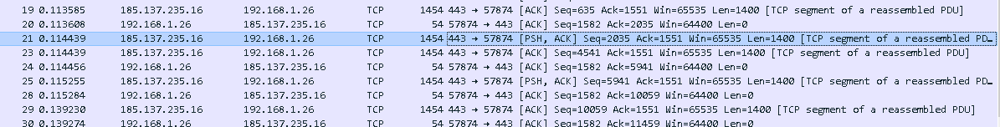 19 0.113585 185.137.235.16 192.168.1.26 TCP 1454 443 → 57874 [ACK] Seq=635 Ack=1551 Win=65535 Len=1400 [TCP segment of a reassembled PDU]
20 0.113608 192.168.1.26 185.137.235.16 TCP 54 57874 → 443 [ACK] Seq=1582 Ack=2035 Win=64400 Len=0
21 0.114439 185.137.235.16 192.168.1.26 TCP 1454 443 → 57874 [PSH, ACK] Seq=2035 Ack=1551 Win=65535 Len=1400 [TCP segment of a reassembled PD…
23 0.114439 185.137.235.16 192.168.1.26 TCP 1454 443 → 57874 [ACK] Seq=4541 Ack=1551 Win=65535 Len=1400 [TCP segment of a reassembled PDU]
24 0.114456 192.168.1.26 185.137.235.16 TCP 54 57874 → 443 [ACK] Seq=1582 Ack=5941 Win=64400 Len=0
25 0.115255 185.137.235.16 192.168.1.26 TCP 1454 443 → 57874 [PSH, ACK] Seq=5941 Ack=1551 Win=65535 Len=1400 [TCP segment of a reassembled PD…
28 0.115284 192.168.1.26 185.137.235.16 TCP 54 57874 → 443 [ACK] Seq=1582 Ack=10059 Win=64400 Len=0
29 0.139230 185.137.235.16 192.168.1.26 TCP 1454 443 → 57874 [ACK] Seq=10059 Ack=1551 Win=65535 Len=1400 [TCP segment of a reassembled PDU]
30 0.139274 192.168.1.26 185.137.235.16 TCP 54 57874 → 443 [ACK] Seq=1582 Ack=11459 Win=64400 Len=0